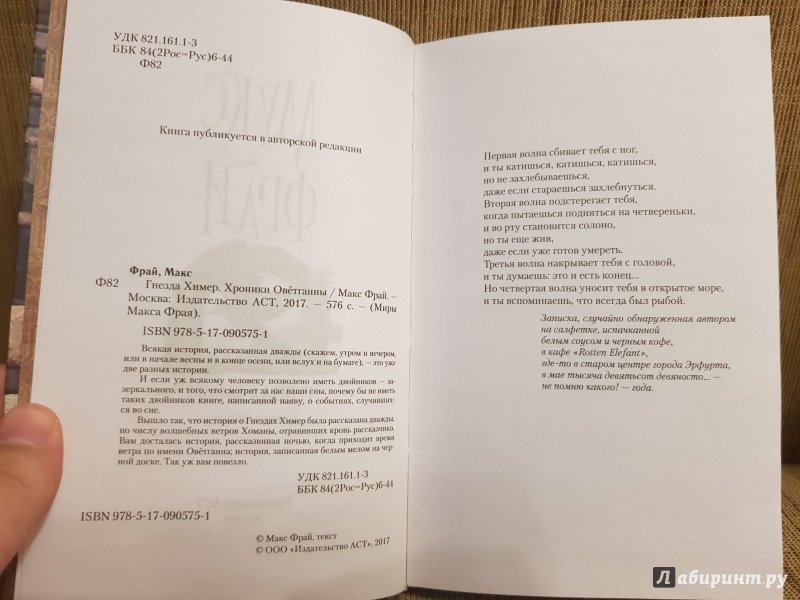 УДК 821.161.1-3
ББК 84(2Рос=Рус)6-44
Ф82
Книга публикуется в авторской редакции
Фрай, Макс
Ф82 Гнезда Химер. Хроники Овётганны / Макс Фрай. –
Москва: Издательство АСТ, 2017. — 576 с. — (Миры
Макса Фрая).
ISBN 978-5-17-090575-1
Всякая история, рассказанная дважды (скажем, утром и вечером,
или в начале весны и в конце осени, или вслух и на бумаге), — это уже
две разных истории.
И если уж всякому человеку позволено иметь двойников — за-
зеркального, и того, что смотрит за нас наши сны, почему бы не иметь
таких двойников книге, написанной наяву, о событиях, случивших-
ся во сне.
Вышло так, что история о Гнездах Химер была рассказана дважды,
по числу волшебных ветров Хоманы, отравивших кровь рассказчика.
Вам досталась история, рассказвнная ночью, когда приходит время
ветра по имени Овётганна; история, записанная белым мелом на чер-
ной доске. Так уж вам повезло.
УДК 821.161.1-3
ББК 84(2Рос=Рус)6-44
ISBN 978-5-17-090575-1
© Макс Фрай, текст
© ООО «Издательство АСТ», 2017
Первая волна сбивает тебя с ног,
и ты катишься, катишься, катишься,
но не захлебываешься,
даже если стараешься захлебнуться.
Вторая волна подстерегает тебя,
когда пытаешься подняться на четвереньки,
и во рту становится солоно,
но ты еще жив,
даже если уже готов умереть.
Третья волна накрывает тебя с головой,
и ты думаешь: это и есть конец...
Но четвертая волна уносит тебя в открытое море,
и ты вспоминаешь, что всегда был рыбой.
Записка, случайно обнаруженная автором
на салфетке, испачканной
белым соусом и черным кофе,
в кафе «Rotten Elefant»,
где-то в старом центре города Эрфурта,
в мае тысяча девятьсот девяносто... —
не помню какого! — года.
Лабиринт.ру